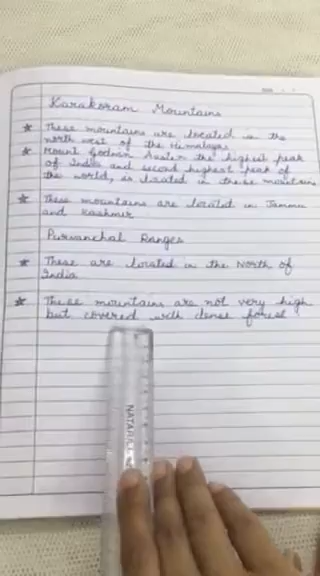 Karakoram Mountains
★ These mountains are located in the
north west of the Himalayas
★ Mount Godwin Austen the highest peak
of India and second highest peak of
the world, is located in these mountains
★ These mountains are located in Jammu
and Kashmir
Purvanchal Ranges
★ These are located in the North of
India
★ These mountains are not very high
but covered with dense forest